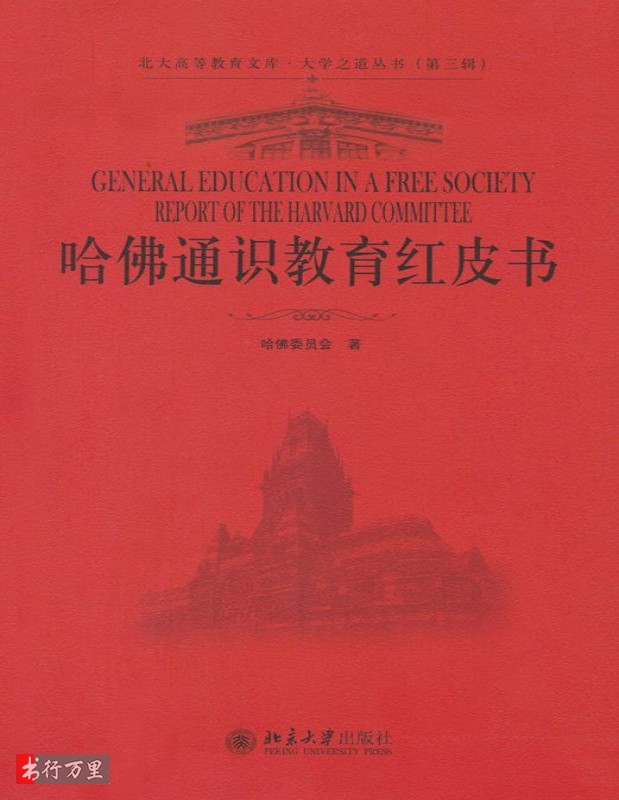 北大高等教育文库·大学之道丛书（第三辑）
GENERAL EDUCATION IN A FREE SOCIETY
REPORT OF THE HARVARD COMMITTEE
哈佛通识教育红皮书
哈佛委员会 著
北京大学出版社
PEKING UNIVERSITY PRESS
书行万里